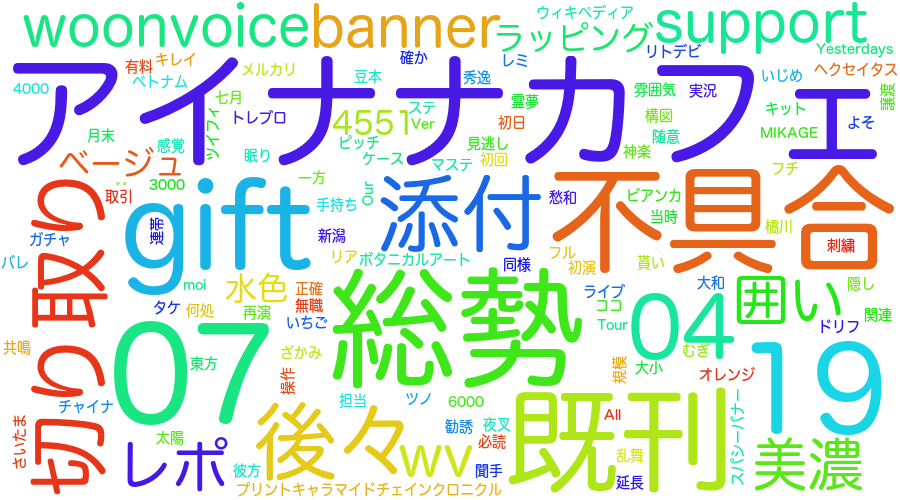 woonvoice
banner
ウィキペディア
support
ラッピング
Yesterdays
確か
レミ
リトデビ
有料
キレイ
メルカリ
豆本
秀逸
いじめ
ヘクセイタス
4000
ベトナム
アイナナカフェ
七月
ツイフィ
トレブロ
4551
ステ
Ver
霊夢
初日
雰囲気
実況
構図
キット
MIKAGE
よそ
譲渡
月末
感覚
眠り
ピッチ
ケース
見逃し
初回
マステ
随意
神楽
フチ
ベージュ
3000
取引
一方
Our
手持ち
添付
不具合
愁和
ビアンカ
当時
橘川
刺繍
切り取り
gift
連帯
新潟
ガチャ
バレ
リア
ボタニカルアート
同様
フル
初演
貰い
moi
水色
正確
無職
総勢
ライブ
ココ
大和
囲い
隠し
関連
タケ
何処
再演
いちご
Tour
04
ドリフ
共鳴
07
東方
ざかみ
むぎ
大小
規模
19
オレンジ
操作
チャイナ
担当
ツノ
6000
既刊
All
スパシーバナー
さいたま
太陽
レポ
後々
wv
勧誘
夜叉
必読
聞手
乱舞
延長
美濃
彼方
プリントキャラマイドチェインクロニクル